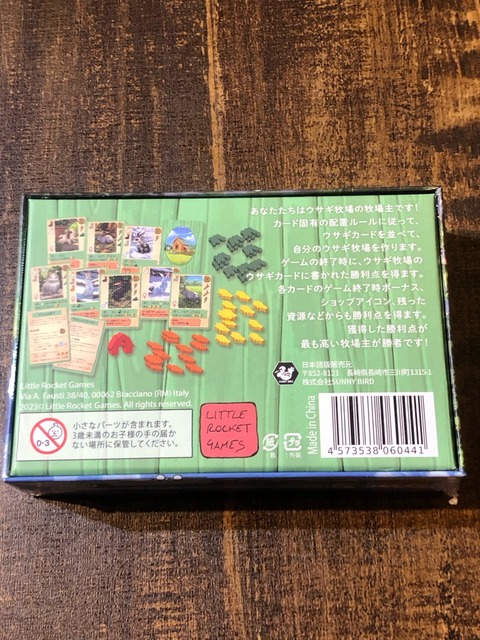 あなたたちはウサギ牧場の牧場主です!
カード固有の配置ルールに従って、
ウサギカードを並べて、
自分のウサギ牧場を作ります。
ゲームの終了時に、ウサギ牧場の
ウサギカードに書かれた勝利点を得ます。
各カードのゲーム終了時ボーナス、
ショップアイコン、残った
資源などからも勝利点を得ます。
獲得した勝利点が
最も高い牧場主が勝者です!
日本語版販売元
〒852-8121 長崎県長崎市三川町1315-1
株式会社SUNNY BIRD
Little Rocket Games
Via A. Fausti 38/40, 00062 Bracciano (RM) Italy
2023© Little Rocket Games. All rights reserved.
0-3
小さなパーツが含まれます。
3歳未満のお子様の手の届か
ない場所に保管してください。
LITTLE
ROCKET
GAMES
紙
プラ
外装
Made in China
4 573538 060441